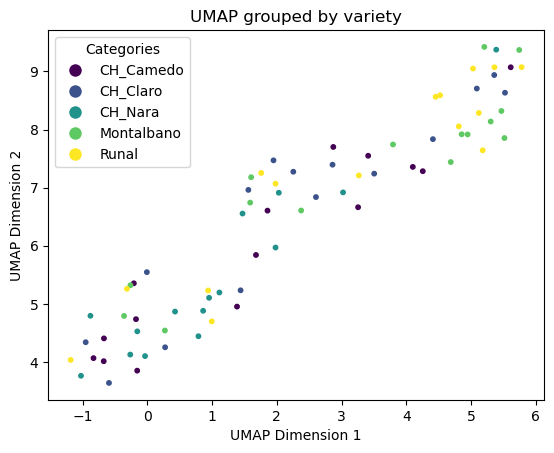 UMAP grouped by variety
Categories
CH_Camedo
CH_Claro
CH_Nara
Montalbano
Runal
UMAP Dimension 2
9
8
7
6
5
4
−1 0 1 2 3 4 5 6
UMAP Dimension 1